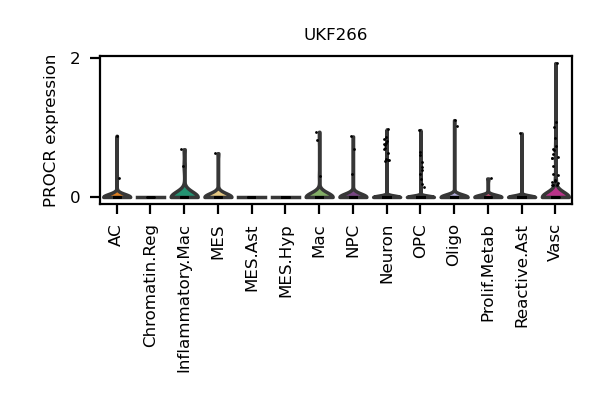 UKF266
PROCR expression
2
0
AC
Chromatin.Reg
Inflammatory.Mac
MES
MES.Ast
MES.Hyp
Mac
NPC
Neuron
OPC
Oligo
Prolif.Metab
Reactive.Ast
Vasc